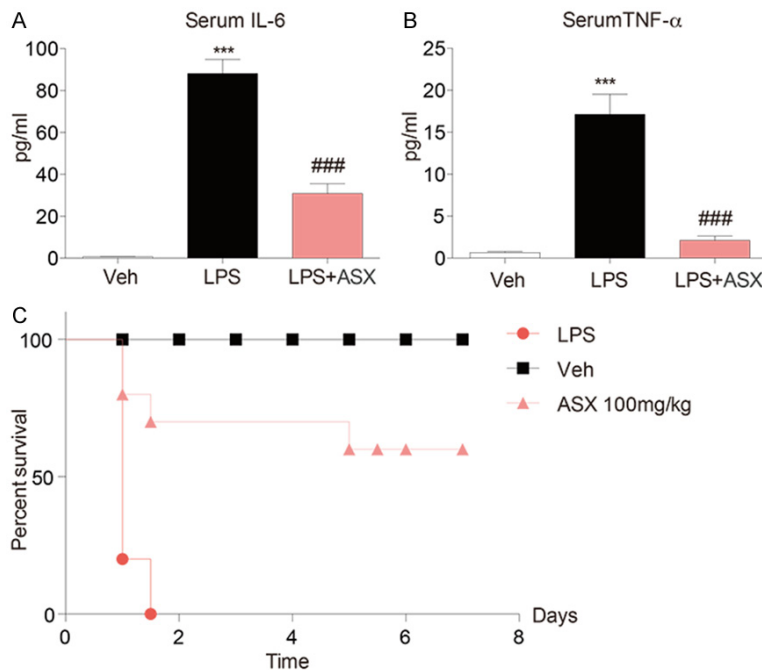 A
Serum IL-6
pg/ml
100
80
60
40
20
0
***
###
Veh
LPS
LPS+ASX
B
SerumTNF-α
pg/ml
25
20
15
10
5
0
***
###
Veh
LPS
LPS+ASX
C
Percent survival
100
50
0
0
2
4
6
8
Days
Time
LPS
Veh
ASX 100mg/kg